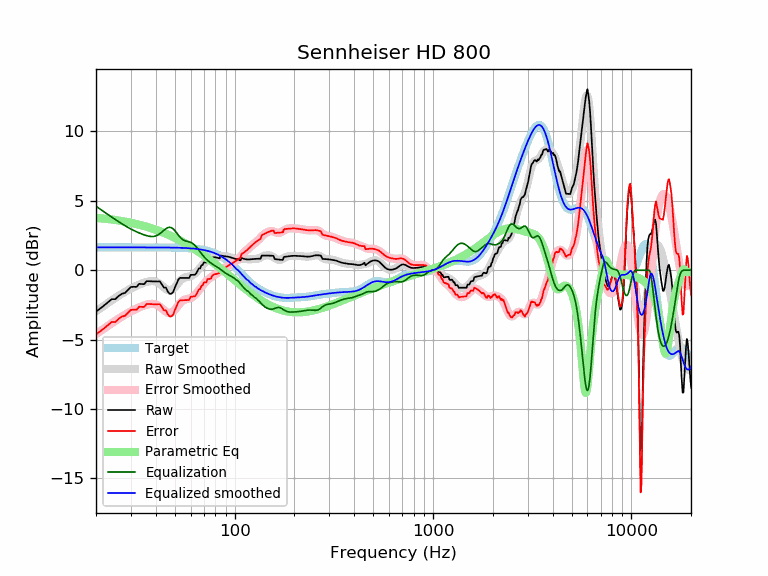 Sennheiser HD 800
Amplitude (dBr)
10
5
0
−5
−10
−15
Target
Raw Smoothed
Error Smoothed
Raw
Error
Parametric Eq
Equalization
Equalized smoothed
100
1000
10000
Frequency (Hz)